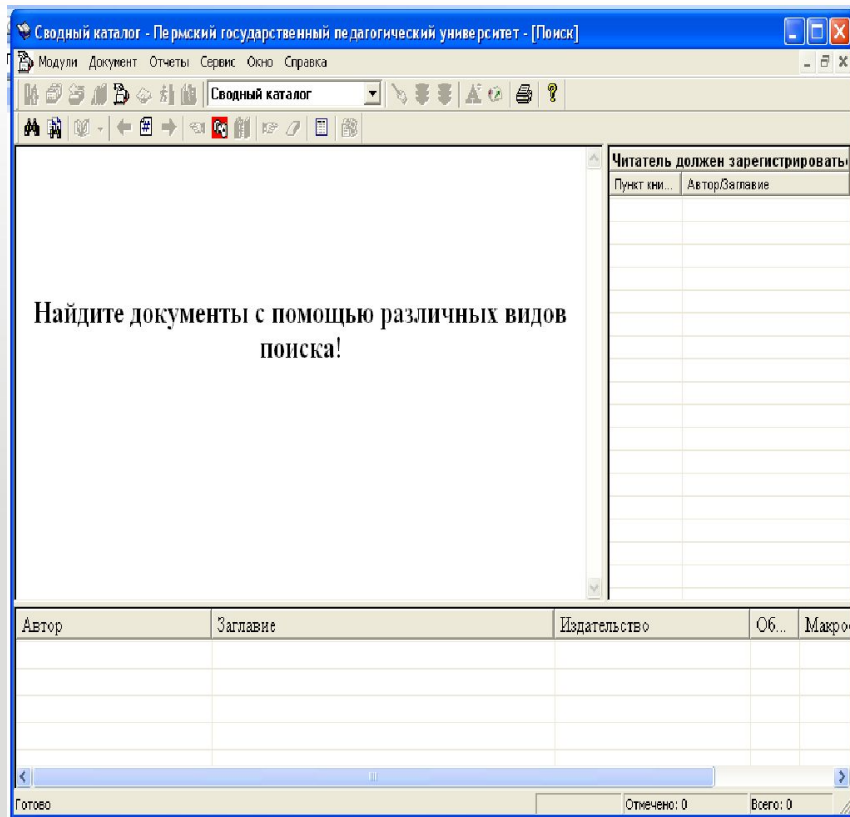 Сводный каталог - Пермский государственный педагогический университет - [Поиск]
Модули Документ Отчеты Сервис Окно Справка
Сводный каталог
Читатель должен зарегистрироватьс
Пункт кни... Автор/Заглавие
Найдите документы с помощью различных видов
поиска!
Автор Заглавие Издательство Об... Макро
Готово Отмечено: 0 Всего: 0